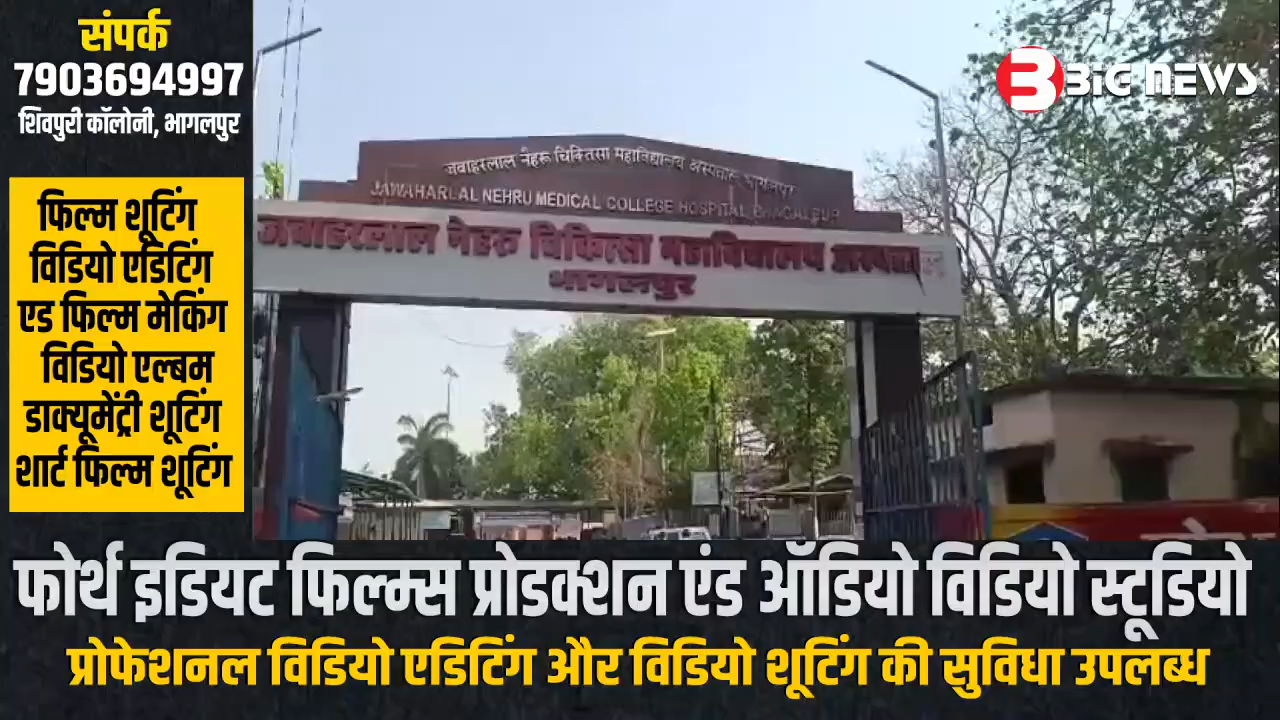 संपर्क
7903694997
शिवपुरी कॉलोनी, भागलपुर
फिल्म शूटिंग
विडियो एडिटिंग
एड फिल्म मेकिंग
विडियो एल्बम
डाक्यूमेंट्री शूटिंग
शार्ट फिल्म शूटिंग
3 BIG NEWS
जवाहरलाल नेहरू चिकित्सा महाविद्यालय अस्पताल भागलपुर
JAWAHARLAL NEHRU MEDICAL COLLEGE HOSPITAL BHAGALPUR
जवाहरलाल नेहरु चिकित्सा महाविद्यालय अस्पताल
भागलपुर
फोर्थ इडियट फिल्म्स प्रोडक्शन एंड ऑडियो विडियो स्टूडियो
प्रोफेशनल विडियो एडिटिंग और विडियो शूटिंग की सुविधा उपलब्ध